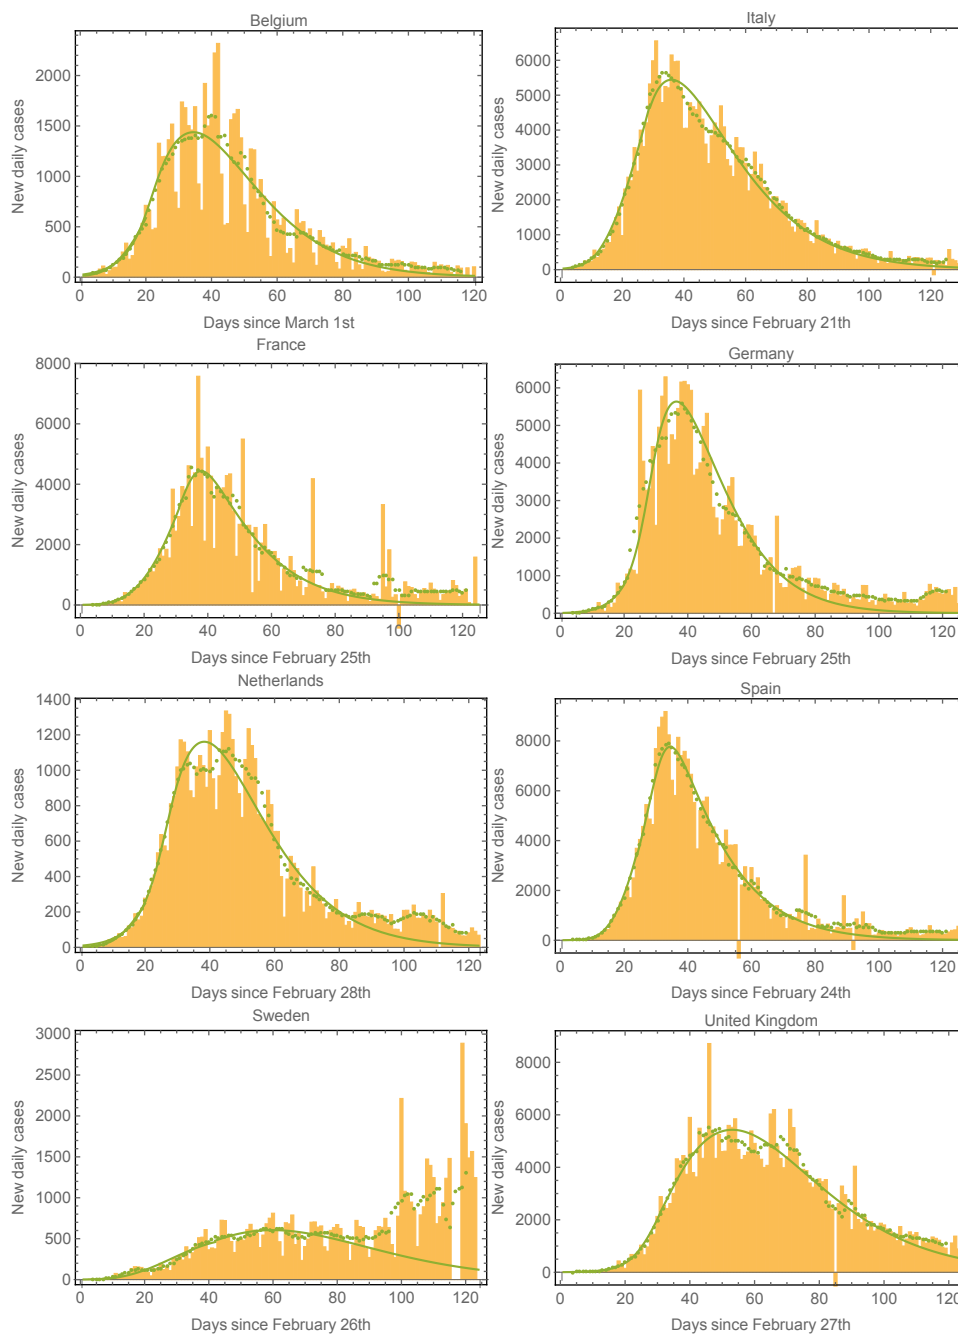 Belgium
New daily cases
2000
1500
1000
500
0
0 20 40 60 80 100 120
Days since March 1st
Italy
New daily cases
6000
5000
4000
3000
2000
1000
0
0 20 40 60 80 100 120
Days since February 21th
France
New daily cases
8000
6000
4000
2000
0
0 20 40 60 80 100 120
Days since February 25th
Germany
New daily cases
6000
5000
4000
3000
2000
1000
0
0 20 40 60 80 100 120
Days since February 25th
Netherlands
New daily cases
1400
1200
1000
800
600
400
200
0
0 20 40 60 80 100 120
Days since February 28th
Spain
New daily cases
8000
6000
4000
2000
0
0 20 40 60 80 100 120
Days since February 24th
Sweden
New daily cases
3000
2500
2000
1500
1000
500
0
0 20 40 60 80 100 120
Days since February 26th
United Kingdom
New daily cases
8000
6000
4000
2000
0
0 20 40 60 80 100 120
Days since February 27th